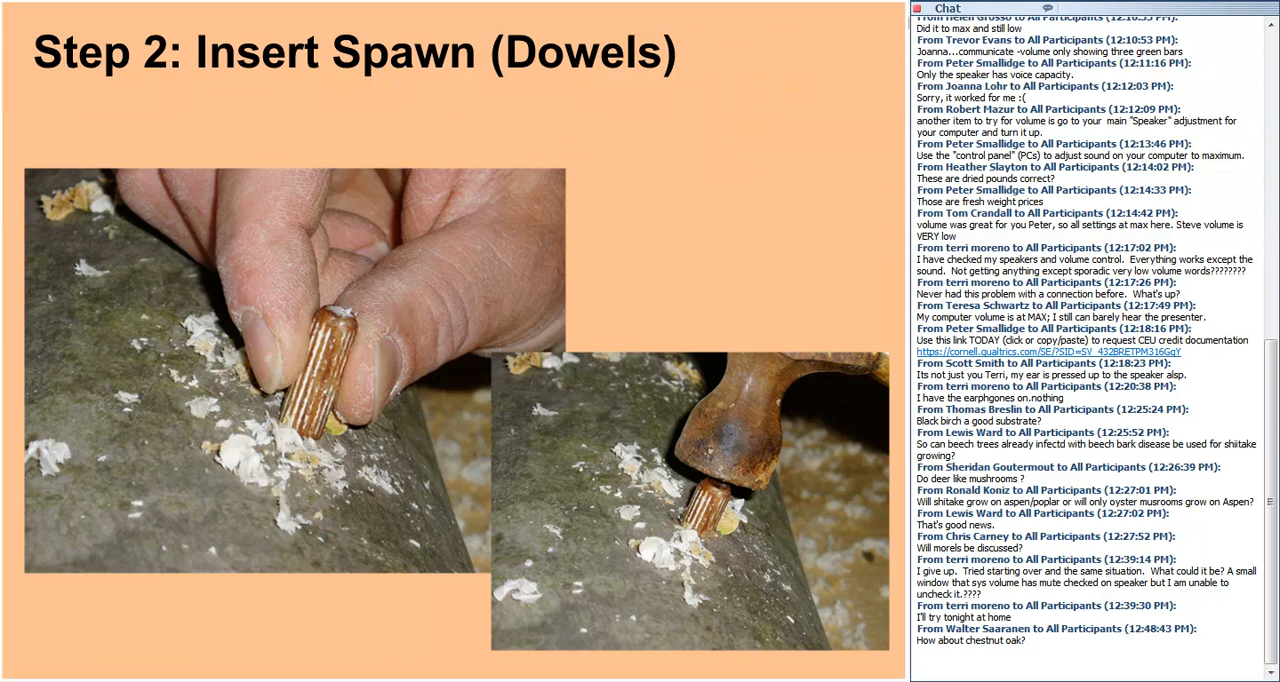 Step 2: Insert Spawn (Dowels)
Chat
From Helen Grosso to All Participants (12:10:53 PM):
Did it to max and still low
From Trevor Evans to All Participants (12:10:53 PM):
Joanna...communicate -volume only showing three green bars
From Peter Smallidge to All Participants (12:11:16 PM):
Only the speaker has voice capacity.
From Joanna Lohr to All Participants (12:12:03 PM):
Sorry, it worked for me :(
From Robert Mazur to All Participants (12:12:09 PM):
another item to try for volume is go to your main "Speaker" adjustment for
your computer and turn it up.
From Peter Smallidge to All Participants (12:13:46 PM):
Use the "control panel" (PCs) to adjust sound on your computer to maximum.
From Heather Slayton to All Participants (12:14:02 PM):
These are dried pounds correct?
From Peter Smallidge to All Participants (12:14:33 PM):
Those are fresh weight prices
From Tom Crandall to All Participants (12:14:42 PM):
volume was great for you Peter, so all settings at max here. Steve volume is
VERY low
From terri moreno to All Participants (12:17:02 PM):
I have checked my speakers and volume control. Everything works except the
sound. Not getting anything except sporadic very low volume words????????
From terri moreno to All Participants (12:17:26 PM):
Never had this problem with a connection before. What's up?
From Teresa Schwartz to All Participants (12:17:49 PM):
My computer volume is at MAX; I still can barely hear the presenter.
From Peter Smallidge to All Participants (12:18:16 PM):
Use this link TODAY (click or copy/paste) to request CEU credit documentation
https://cornell.qualtrics.com/SE/?SID=SV_432BRETPM316GgY
From Scott Smith to All Participants (12:18:23 PM):
Its not just you Terri, my ear is pressed up to the speaker alsp.
From terri moreno to All Participants (12:20:38 PM):
I have the earphgones on.nothing
From Thomas Breslin to All Participants (12:25:24 PM):
Black birch a good substrate?
From Lewis Ward to All Participants (12:25:52 PM):
So can beech trees already infectd with beech bark disease be used for shiitake
growing?
From Sheridan Goutermout to All Participants (12:26:39 PM):
Do deer like mushrooms ?
From Ronald Koniz to All Participants (12:27:01 PM):
Will shitake grow on aspen/poplar or will only oyster musrooms grow on Aspen?
From Lewis Ward to All Participants (12:27:02 PM):
That's good news.
From Chris Carney to All Participants (12:27:52 PM):
Will morels be discussed?
From terri moreno to All Participants (12:39:14 PM):
I give up. Tried starting over and the same situation. What could it be? A small
window that sys volume has mute checked on speaker but I am unable to
uncheck it.????
From terri moreno to All Participants (12:39:30 PM):
I'll try tonight at home
From Walter Saaranen to All Participants (12:48:43 PM):
How about chestnut oak?